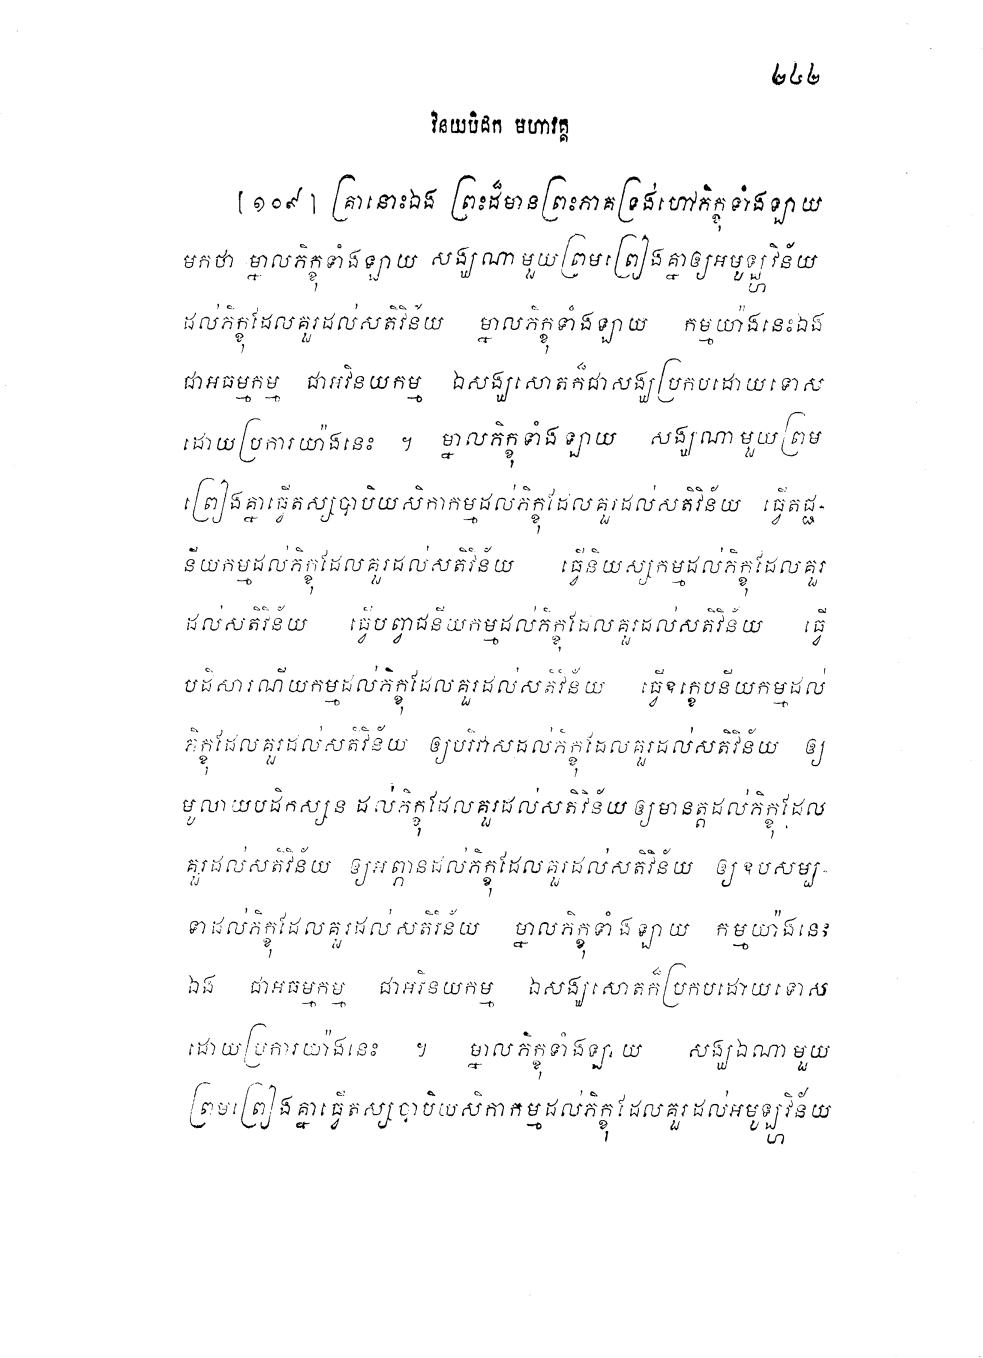 ២៤២
វិនយបិដក មហាវគ្គ
[១០៩] គ្រានោះឯង ព្រះដ៏មានព្រះភាគទ្រង់ហៅភិក្ខុទាំងឡាយ
មកថា ម្នាលភិក្ខុទាំងឡាយ សង្ឃណាមួយព្រមព្រៀងគ្នាឲ្យអមូឡ្ហវិន័យ
ដល់ភិក្ខុដែលគួរដល់សតិវិន័យ ម្នាលភិក្ខុទាំងឡាយ កម្មយ៉ាងនេះឯង
ជាអធម្មកម្ម ជាអវិនយកម្ម ឯសង្ឃសោតក៏ជាសង្ឃប្រកបដោយទោស
ដោយប្រការយ៉ាងនេះ ។ ម្នាលភិក្ខុទាំងឡាយ សង្ឃណាមួយព្រម
ព្រៀងគ្នាធ្វើតស្សបាបិយសិកាកម្មដល់ភិក្ខុដែលគួរដល់សតិវិន័យ ធ្វើតជ្ជ-
នីយកម្មដល់ភិក្ខុដែលគួរដល់សតិវិន័យ ធ្វើនិយស្សកម្មដល់ភិក្ខុដែលគួរ
ដល់សតិវិន័យ ធ្វើបព្វាជនីយកម្មដល់ភិក្ខុដែលគួរដល់សតិវិន័យ ធ្វើ
បដិសារណីយកម្មដល់ភិក្ខុដែលគួរដល់សតិវិន័យ ធ្វើឧក្ខេបនីយកម្មដល់
ភិក្ខុដែលគួរដល់សតិវិន័យ ឲ្យបរិវាសដល់ភិក្ខុដែលគួរដល់សតិវិន័យ ឲ្យ
មូលាយបដិកស្សន ដល់ភិក្ខុដែលគួរដល់សតិវិន័យ ឲ្យមានត្តដល់ភិក្ខុដែល
គួរដល់សតិវិន័យ ឲ្យអព្ភានដល់ភិក្ខុដែលគួរដល់សតិវិន័យ ឲ្យឧបសម្ប-
ទាដល់ភិក្ខុដែលគួរដល់សតិវិន័យ ម្នាលភិក្ខុទាំងឡាយ កម្មយ៉ាងនេះ
ឯង ជាអធម្មកម្ម ជាអវិនយកម្ម ឯសង្ឃសោតក៏ប្រកបដោយទោស
ដោយប្រការយ៉ាងនេះ ។ ម្នាលភិក្ខុទាំងឡាយ សង្ឃឯណាមួយ
ព្រមព្រៀងគ្នាធ្វើតស្សបាបិយសិកាកម្មដល់ភិក្ខុដែលគួរដល់អមូឡ្ហវិន័យ